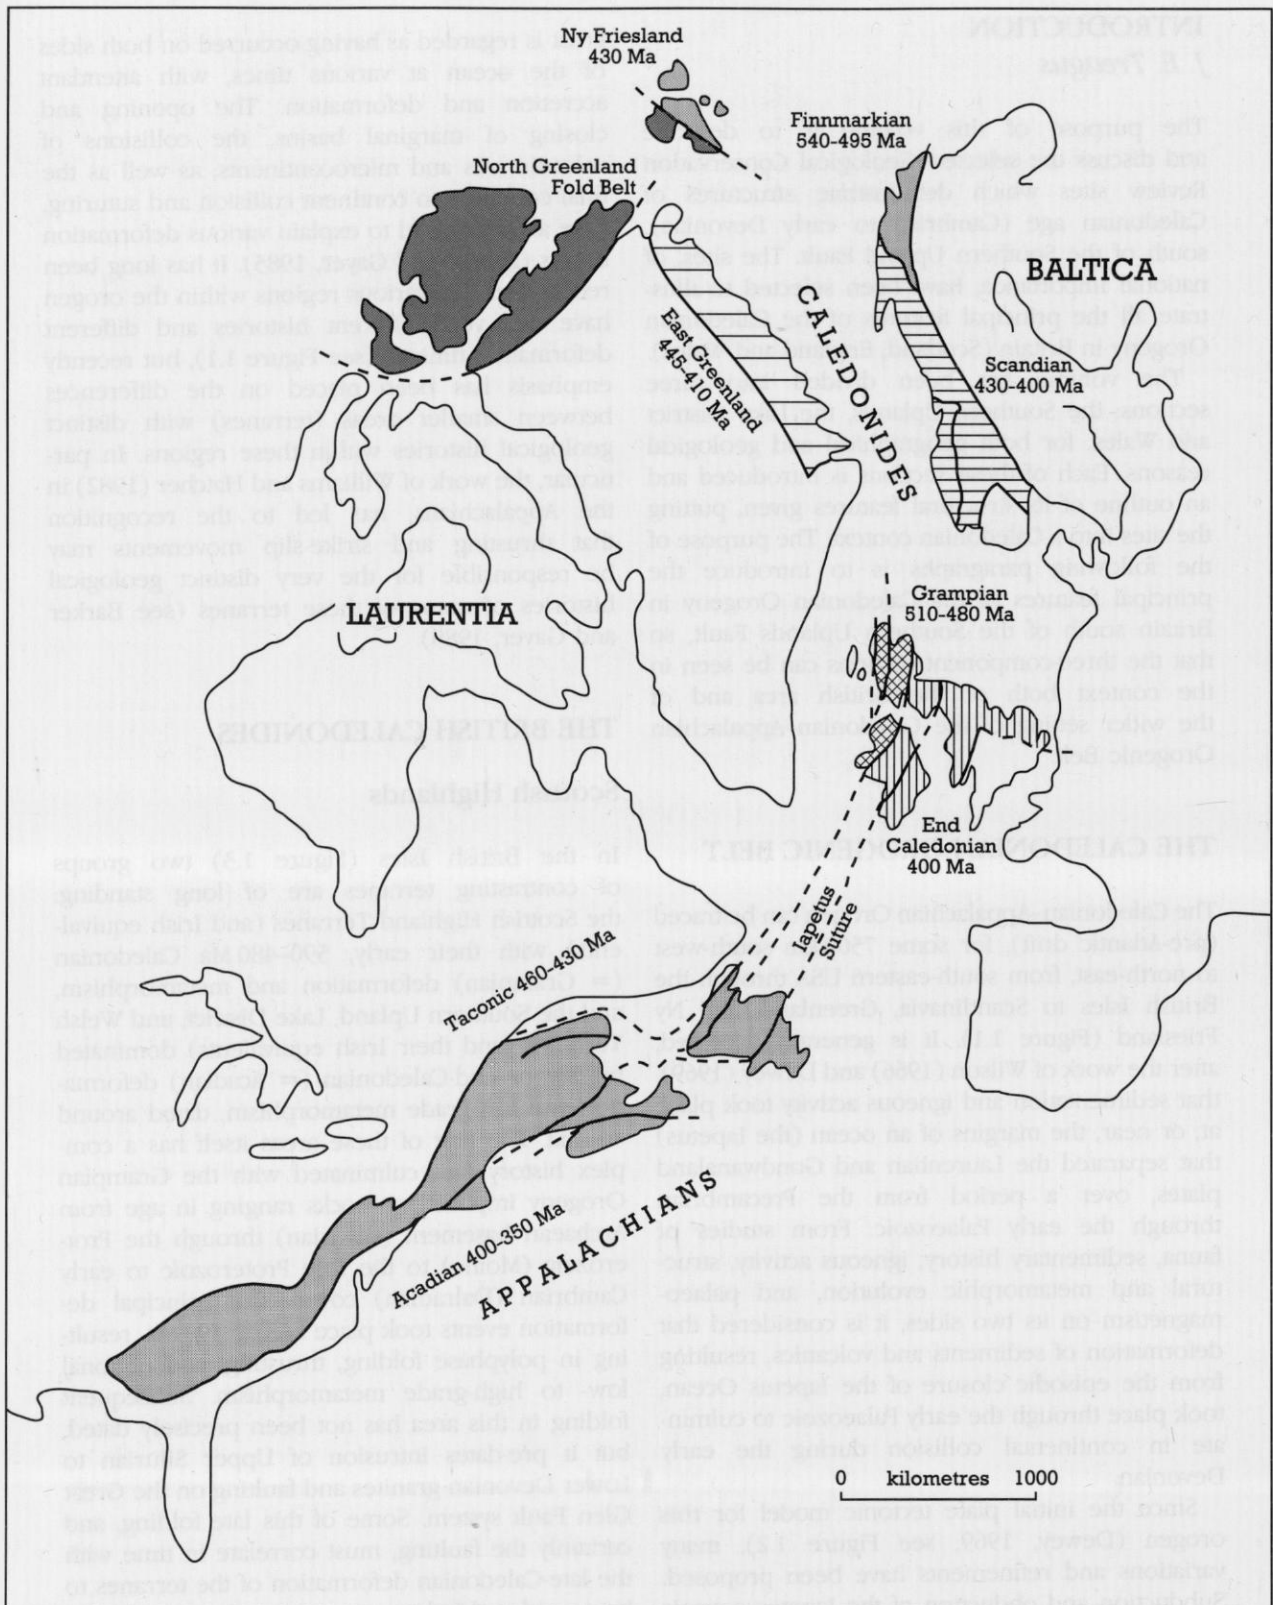 Ny Friesland
430 Ma
Finnmarkian
540-495 Ma
North Greenland
Fold Belt
BALTICA
CALEDONIDES
East Greenland
445-410 Ma
Scandian
430-400 Ma
Grampian
510-480 Ma
LAURENTIA
End
Caledonian
400 Ma
Iapetus
Suture
Taconic 460-430 Ma
Acadian 400-350 Ma
APPALACHIANS
0 kilometres 1000